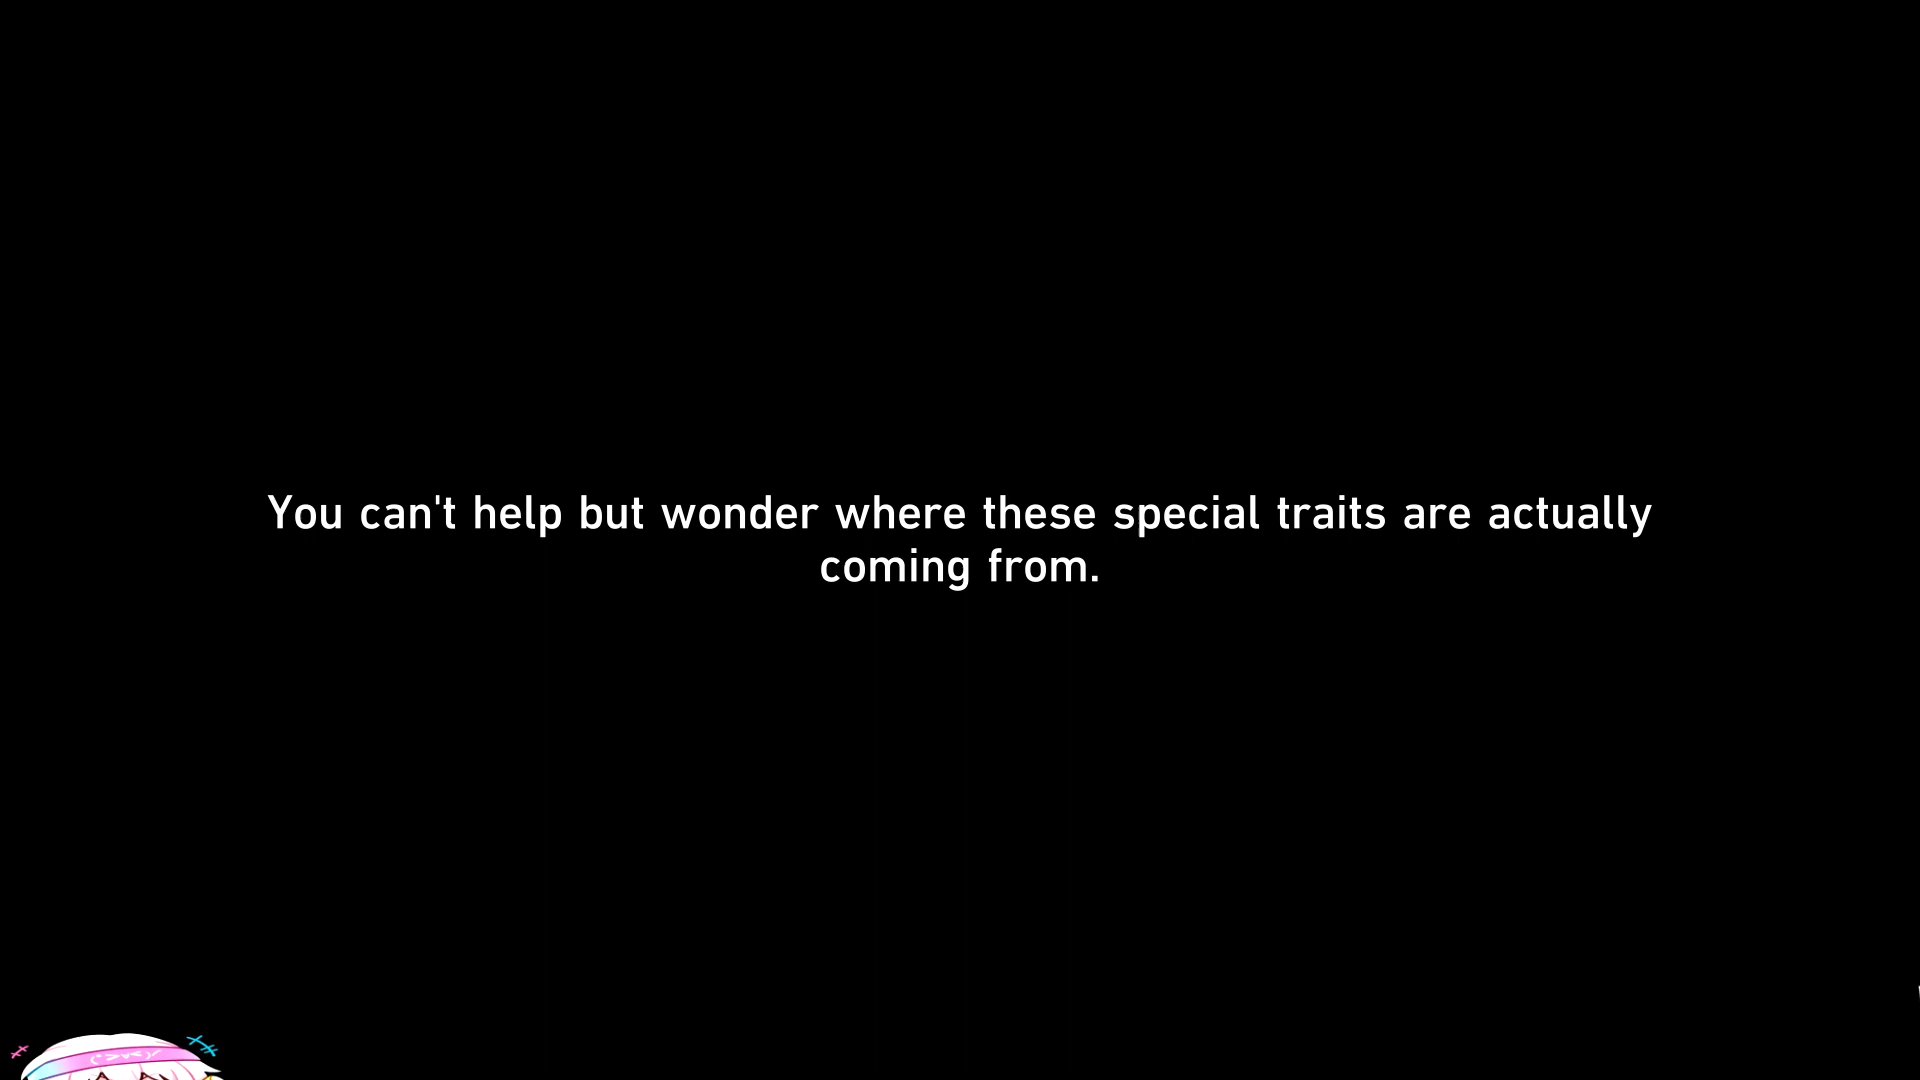 You can't help but wonder where these special traits are actually
coming from.